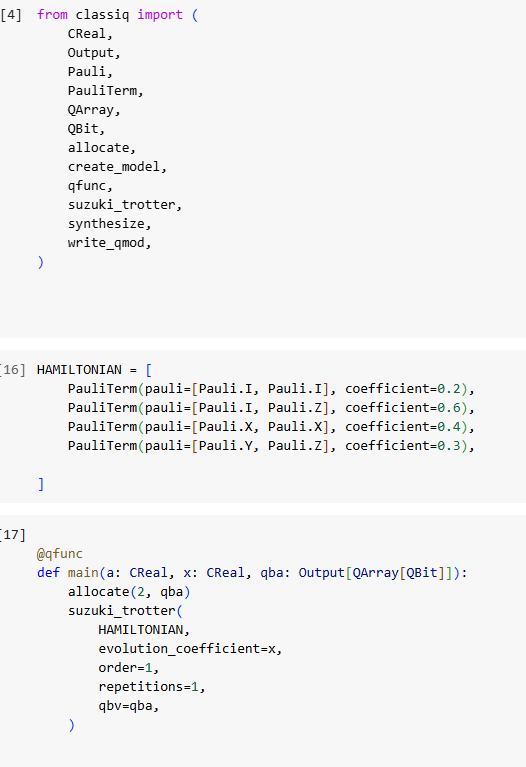 [4] from classiq import (
    CReal,
    Output,
    Pauli,
    PauliTerm,
    QArray,
    QBit,
    allocate,
    create_model,
    qfunc,
    suzuki_trotter,
    synthesize,
    write_qmod,
)
[16] HAMILTONIAN = [
    PauliTerm(pauli=[Pauli.I, Pauli.I], coefficient=0.2),
    PauliTerm(pauli=[Pauli.I, Pauli.Z], coefficient=0.6),
    PauliTerm(pauli=[Pauli.X, Pauli.X], coefficient=0.4),
    PauliTerm(pauli=[Pauli.Y, Pauli.Z], coefficient=0.3),
]
[17]
@qfunc
def main(a: CReal, x: CReal, qba: Output[QArray[QBit]]):
    allocate(2, qba)
    suzuki_trotter(
        HAMILTONIAN,
        evolution_coefficient=x,
        order=1,
        repetitions=1,
        qbv=qba,
    )